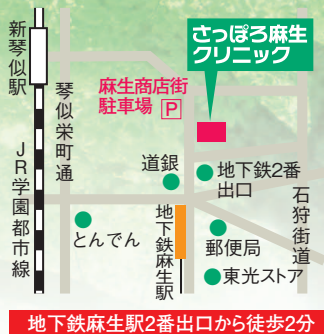 さっぽろ麻生
クリニック
新琴似駅
琴似栄町通
麻生商店街
駐車場 P
JR学園都市線
道銀
地下鉄2番
出口
石狩街道
とんでん
地下鉄麻生駅
郵便局
東光ストア
地下鉄麻生駅2番出口から徒歩2分